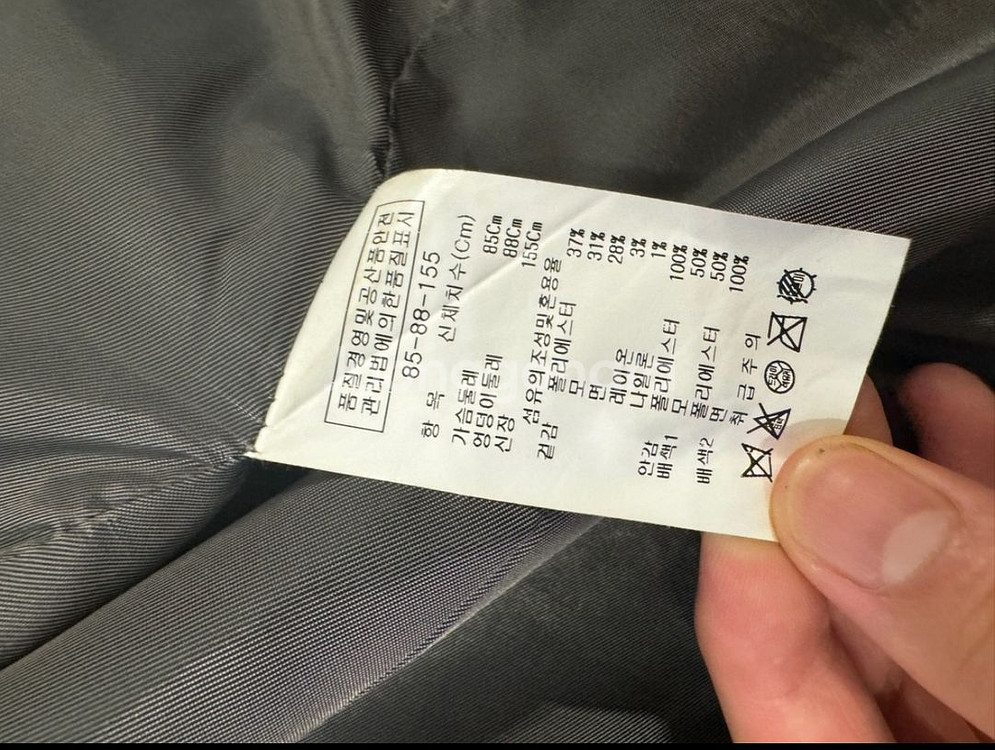 품질경영및공산품안전
관리법에의한품질표시
85-88-155
항 목 신체치수(Cm)
가슴둘레 85Cm
엉덩이둘레 88Cm
신장 155Cm
섬유의조성및혼용율
겉감 폴리에스터 37%
모 31%
면 28%
레이온 3%
나일론 1%
안감 폴리에스터 100%
배색1 모 50%
폴리에스터 50%
배색2 면 100%
취 급 주 의